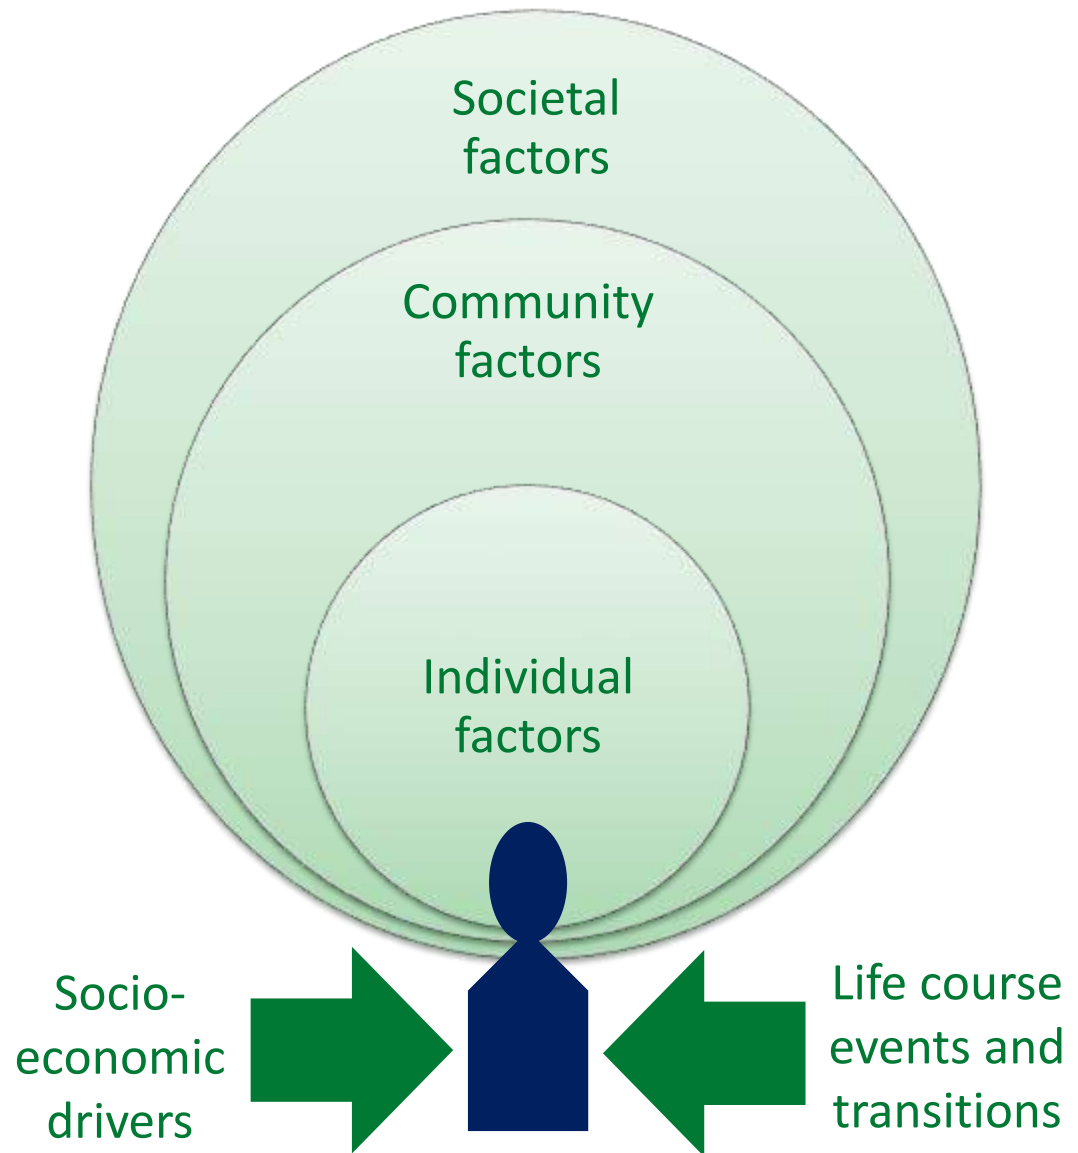 Societal
factors
Community
factors
Individual
factors
Socio-
economic
drivers
Life course
events and
transitions